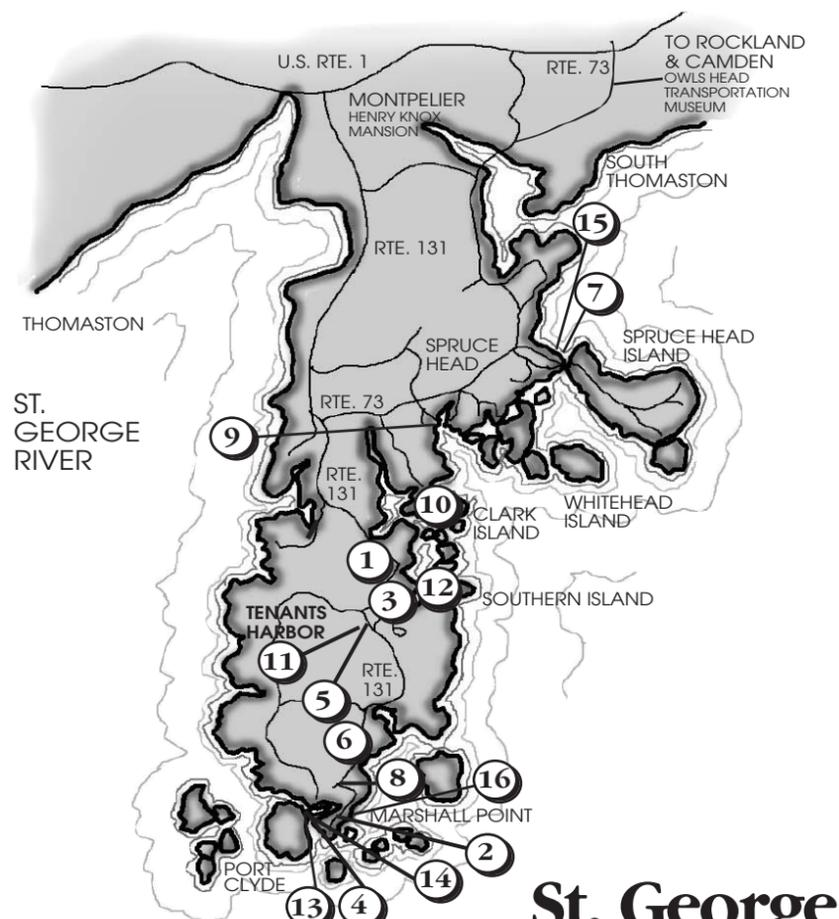 U.S. RTE. 1
RTE. 73
TO ROCKLAND
& CAMDEN
OWLS HEAD
TRANSPORTATION
MUSEUM
MONTPELIER
HENRY KNOX
MANSION
SOUTH
THOMASTON
15
RTE. 131
7
THOMASTON
SPRUCE
HEAD
SPRUCE HEAD
ISLAND
ST.
GEORGE
RIVER
RTE. 73
9
RTE.
131
10
CLARK
ISLAND
WHITEHEAD
ISLAND
1
12
3
SOUTHERN ISLAND
TENANTS
HARBOR
11
RTE.
131
5
6
8
16
MARSHALL POINT
2
PORT
CLYDE
14
13
4
St. George